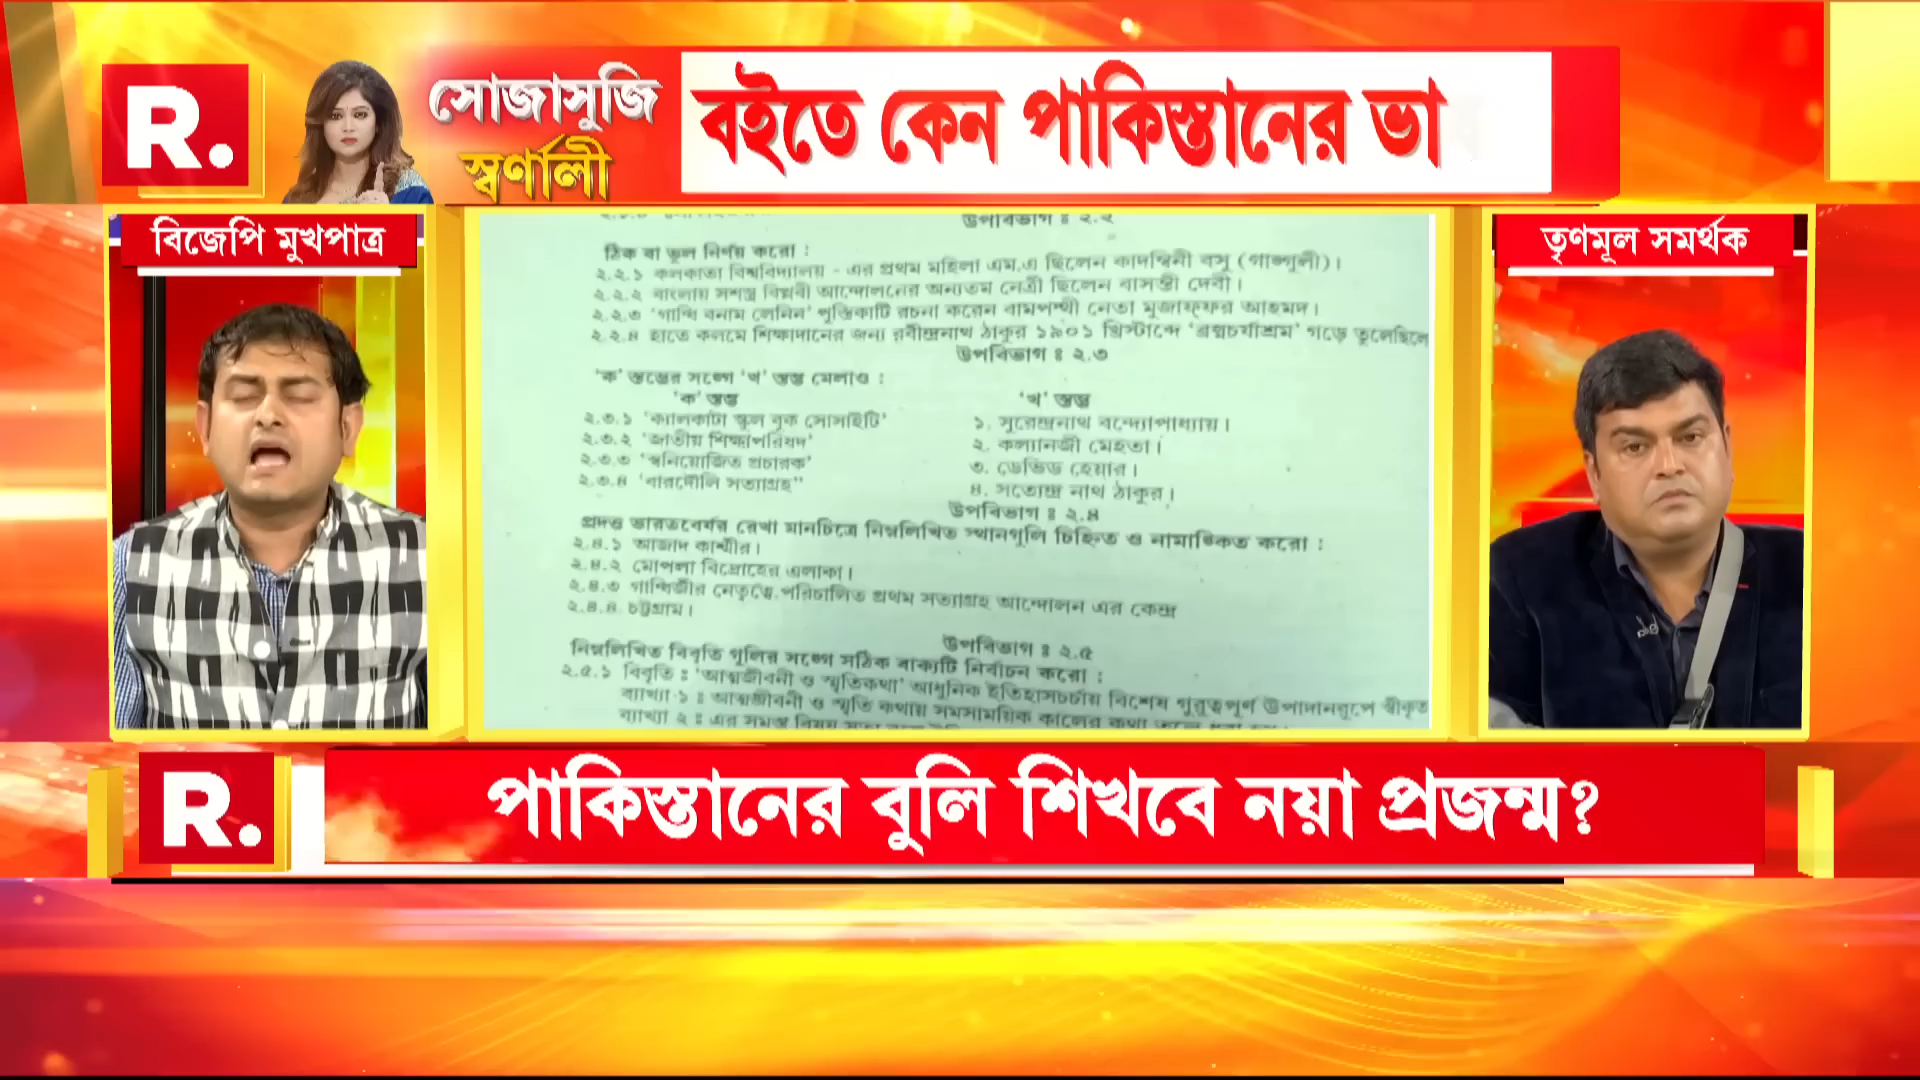 R.
সোজাসুজি
স্বর্ণালী
বইতে কেন পাকিস্তানের ভা
বিজেপি মুখপাত্র
তৃণমূল সমর্থক
উপবিভাগ ঃ ২.২
ঠিক বা ভুল নির্ণয় করো :
২.২.১ কলকাতা বিশ্ববিদ্যালয় - এর প্রথম মহিলা এম.এ ছিলেন কাদম্বিনী বসু (গাঙ্গুলী)।
২.২.২ বাংলায় সশস্ত্র বিপ্লবী আন্দোলনের অন্যতম নেত্রী ছিলেন বাসন্তী দেবী।
২.২.৩ 'গান্ধি বনাম লেনিন' পুস্তিকাটি রচনা করেন বামপন্থী নেতা মুজাফ্ফর আহমদ।
২.২.৪ হাতে কলমে শিক্ষাদানের জন্য রবীন্দ্রনাথ ঠাকুর ১৯০১ খ্রিস্টাব্দে 'ব্রহ্মচর্যাশ্রম' গড়ে তুলেছিলে
উপবিভাগ ঃ ২.৩
'ক' স্তম্ভের সঙ্গে 'খ' স্তম্ভ মেলাও :
'ক' স্তম্ভ 'খ' স্তম্ভ
২.৩.১ 'ক্যালকাটা স্কুল বুক সোসাইটি' ১. সুরেন্দ্রনাথ বন্দ্যোপাধ্যায়।
২.৩.২ 'জাতীয় শিক্ষাপরিষদ' ২. কল্যানজী মেহতা।
২.৩.৩ 'স্বনিয়োজিত প্রচারক' ৩. ডেভিড হেয়ার।
২.৩.৪ 'বারদৌলি সত্যাগ্রহ" ৪. সত্যেন্দ্র নাথ ঠাকুর।
উপবিভাগ ঃ ২.৪
প্রদত্ত ভারতবর্ষের রেখা মানচিত্রে নিম্নলিখিত স্থানগুলি চিহ্নিত ও নামাঙ্কিত করো :
২.৪.১ আজাদ কাশ্মীর।
২.৪.২ মোপলা বিদ্রোহের এলাকা।
২.৪.৩ গান্ধিজীর নেতৃত্বে পরিচালিত প্রথম সত্যাগ্রহ আন্দোলন এর কেন্দ্র
২.৪.৪. চট্টগ্রাম।
উপবিভাগ ঃ ২.৫
নিম্নলিখিত বিবৃতি গুলির সঙ্গে সঠিক বাক্যটি নির্বাচন করো :
২.৫.১ বিবৃতি ঃ 'আত্মজীবনী ও স্মৃতিকথা' আধুনিক ইতিহাসচর্চায় বিশেষ গুরুত্বপূর্ণ উপাদানরূপে স্বীকৃত
ব্যাখ্যা ১ ঃ আত্মজীবনী ও স্মৃতি কথায় সমসাময়িক কালের কথা
ব্যাখ্যা ২ ঃ এর সমস্ত বিষয়
R.
পাকিস্তানের বুলি শিখবে নয়া প্রজন্ম?